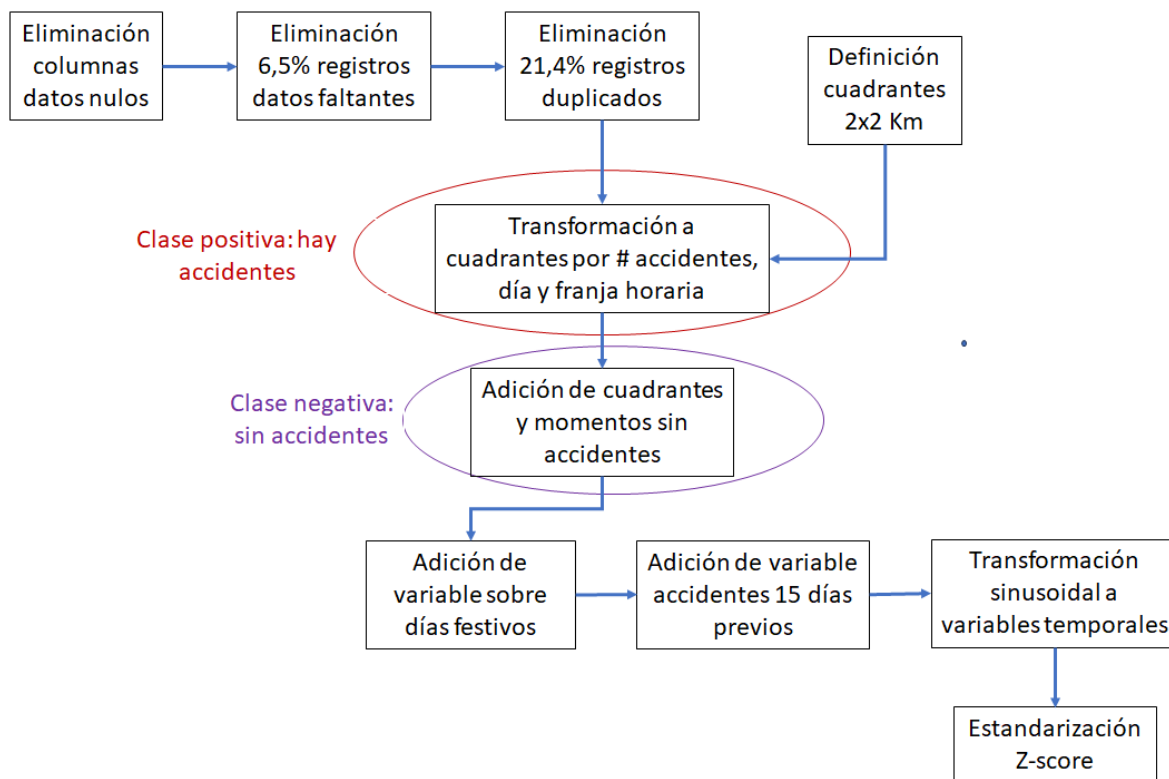 Eliminación
columnas
datos nulos
Eliminación
6,5% registros
datos faltantes
Eliminación
21,4% registros
duplicados
Definición
cuadrantes
2x2 Km
Clase positiva: hay
accidentes
Transformación a
cuadrantes por # accidentes,
día y franja horaria
Clase negativa:
sin accidentes
Adición de cuadrantes
y momentos sin
accidentes
Adición de
variable sobre
días festivos
Adición de variable
accidentes 15 días
previos
Transformación
sinusoidal a
variables temporales
Estandarización
Z-score